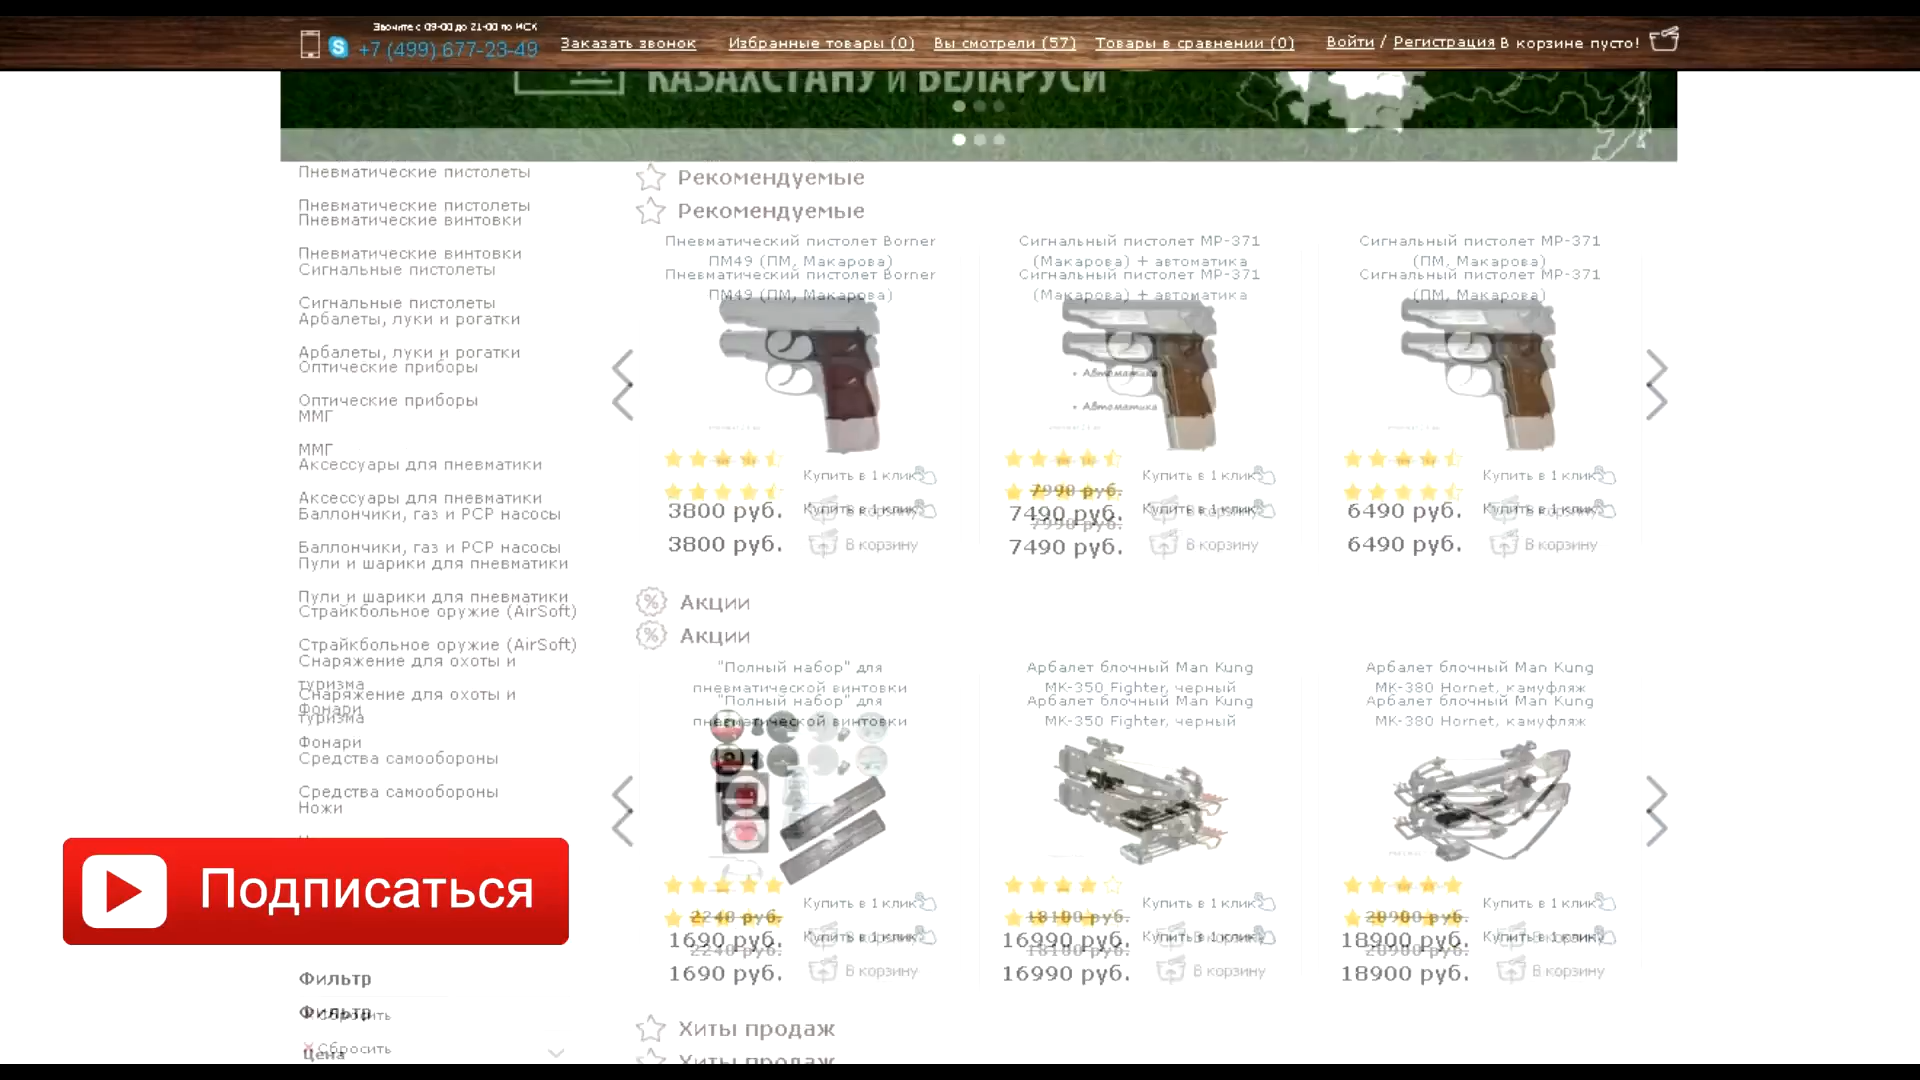 Звоните с 09-00 до 21-00 по МСК
+7 (499) 677-23-49
Заказать звонок
Избранные товары (0)
Вы смотрели (57)
Товары в сравнении (0)
Войти / Регистрация
В корзине пусто!
КАЗАХСТАНУ И БЕЛАРУСИ
Пневматические пистолеты
Пневматические пистолеты
Пневматические винтовки
Пневматические винтовки
Сигнальные пистолеты
Сигнальные пистолеты
Арбалеты, луки и рогатки
Арбалеты, луки и рогатки
Оптические приборы
Оптические приборы
ММГ
ММГ
Аксессуары для пневматики
Аксессуары для пневматики
Баллончики, газ и PCP насосы
Баллончики, газ и PCP насосы
Пули и шарики для пневматики
Пули и шарики для пневматики
Страйкбольное оружие (AirSoft)
Страйкбольное оружие (AirSoft)
Снаряжение для охоты и
туризма
Снаряжение для охоты и
Фонари
туризма
Фонари
Средства самообороны
Средства самообороны
Ножи
Подписаться
Фильтр
Фильтр
Сбросить
Сбросить
Цена
Рекомендуемые
Рекомендуемые
Пневматический пистолет Borner
ПМ49 (ПМ, Макарова)
Пневматический пистолет Borner
ПМ49 (ПМ, Макарова)
Купить в 1 клик
3800 руб.
Купить в 1 клик
В корзину
3800 руб.
В корзину
Сигнальный пистолет МР-371
(Макарова) + автоматика
Сигнальный пистолет МР-371
(Макарова) + автоматика
• Автоматика
• Автоматика
Купить в 1 клик
7990 руб.
7490 руб.
Купить в 1 клик
В корзину
7990 руб.
7490 руб.
В корзину
Сигнальный пистолет МР-371
(ПМ, Макарова)
Сигнальный пистолет МР-371
(ПМ, Макарова)
Купить в 1 клик
6490 руб.
Купить в 1 клик
В корзину
6490 руб.
В корзину
Акции
Акции
"Полный набор" для
пневматической винтовки
"Полный набор" для
пневматической винтовки
Купить в 1 клик
2240 руб.
1690 руб.
Купить в 1 клик
В корзину
2240 руб.
1690 руб.
В корзину
Арбалет блочный Man Kung
MK-350 Fighter, черный
Арбалет блочный Man Kung
MK-350 Fighter, черный
Купить в 1 клик
18100 руб.
16990 руб.
Купить в 1 клик
В корзину
18100 руб.
16990 руб.
В корзину
Арбалет блочный Man Kung
MK-380 Hornet, камуфляж
Арбалет блочный Man Kung
MK-380 Hornet, камуфляж
Купить в 1 клик
20900 руб.
18900 руб.
Купить в 1 клик
В корзину
20900 руб.
18900 руб.
В корзину
Хиты продаж
Хиты продаж